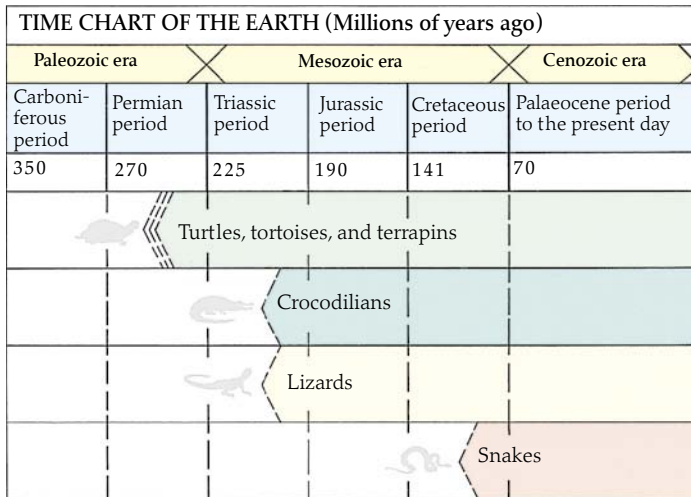 TIME CHART OF THE EARTH (Millions of years ago)
Paleozoic era Mesozoic era Cenozoic era
Carboni-
ferous
period
Permian
period
Triassic
period
Jurassic
period
Cretaceous
period
Palaeocene period
to the present day
350 270 225 190 141 70
Turtles, tortoises, and terrapins
Crocodilians
Lizards
Snakes